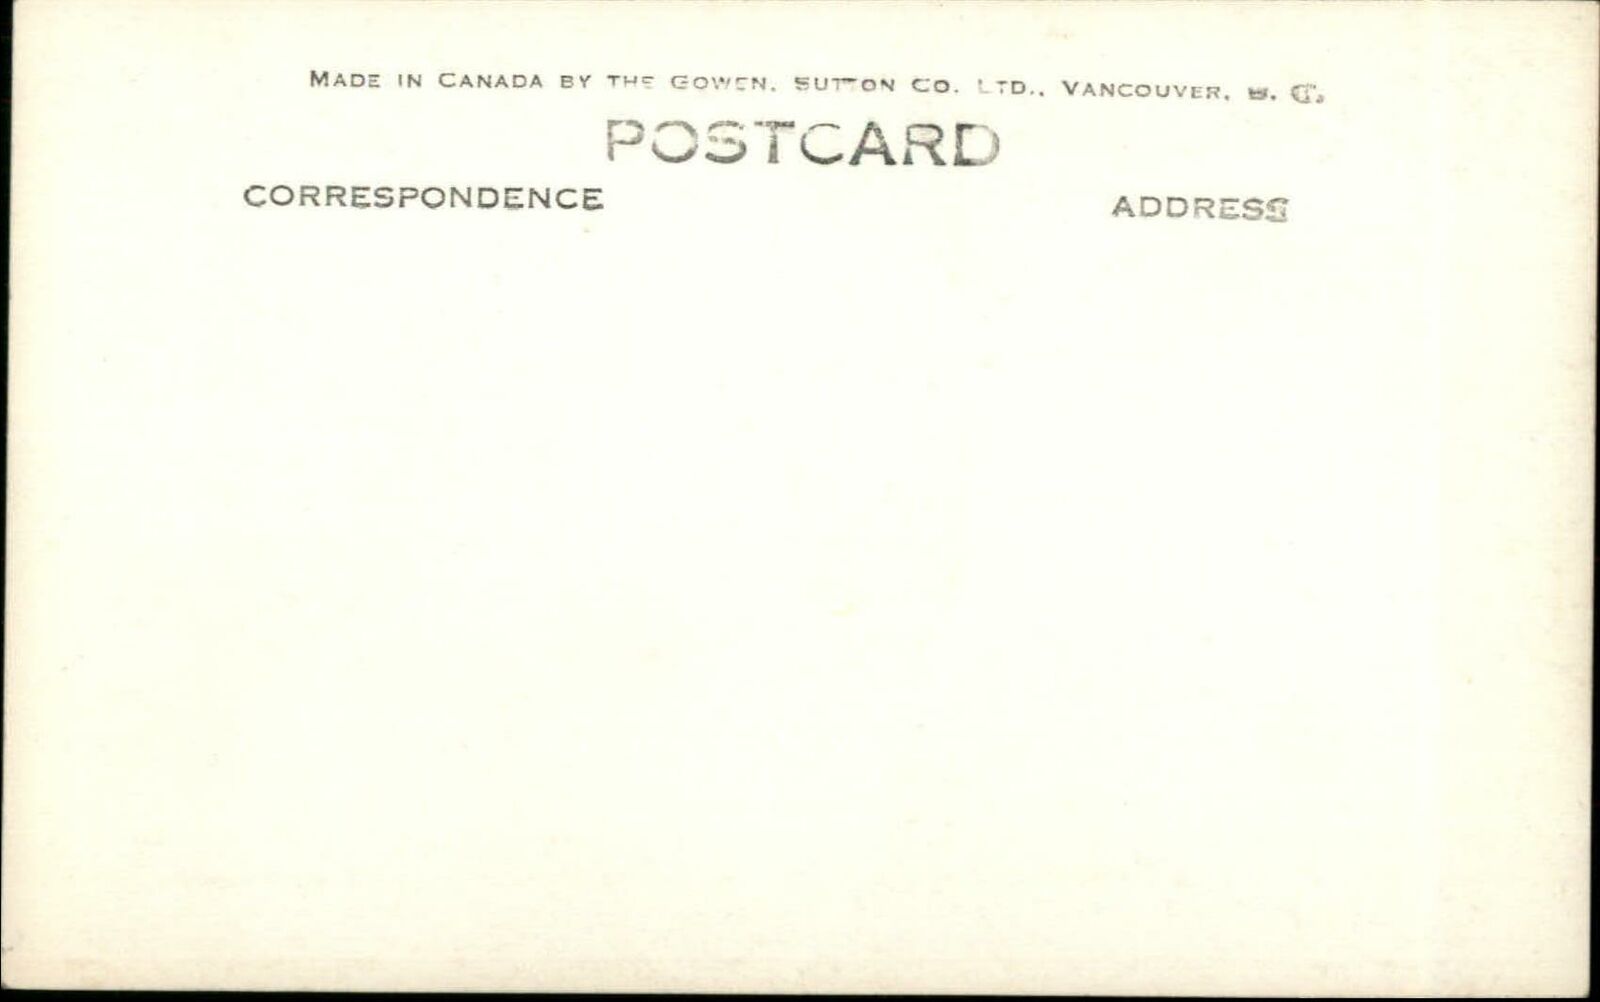 MADE IN CANADA BY THE GOWEN, SUTTON CO. LTD., VANCOUVER, B. C.
POSTCARD
CORRESPONDENCE
ADDRESS